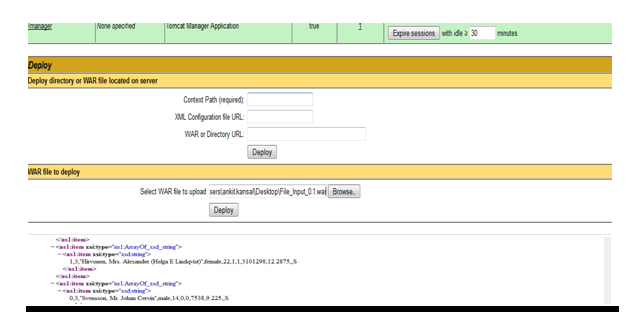 /manager None specified Tomcat Manager Application true 1
Expire sessions with idle ≥ 30 minutes
Deploy
Deploy directory or WAR file located on server
Context Path (required):
XML Configuration file URL:
WAR or Directory URL:
Deploy
WAR file to deploy
Select WAR file to upload sers\ankit.kansal\Desktop\File_Input_0.1.war Browse..
Deploy
</ns1:item>
−<ns1:item xsi:type="ns1:ArrayOf_xsd_string">
−<ns1:item xsi:type="xsd:string">
1,3,"Hirvonen, Mrs. Alexander (Helga E Lindqvist)",female,22,1,1,3101298,12.2875,,S
</ns1:item>
</ns1:item>
−<ns1:item xsi:type="ns1:ArrayOf_xsd_string">
−<ns1:item xsi:type="xsd:string">
0,3,"Svensson, Mr. Johan Cervin",male,14,0,0,7538,9.225,,S